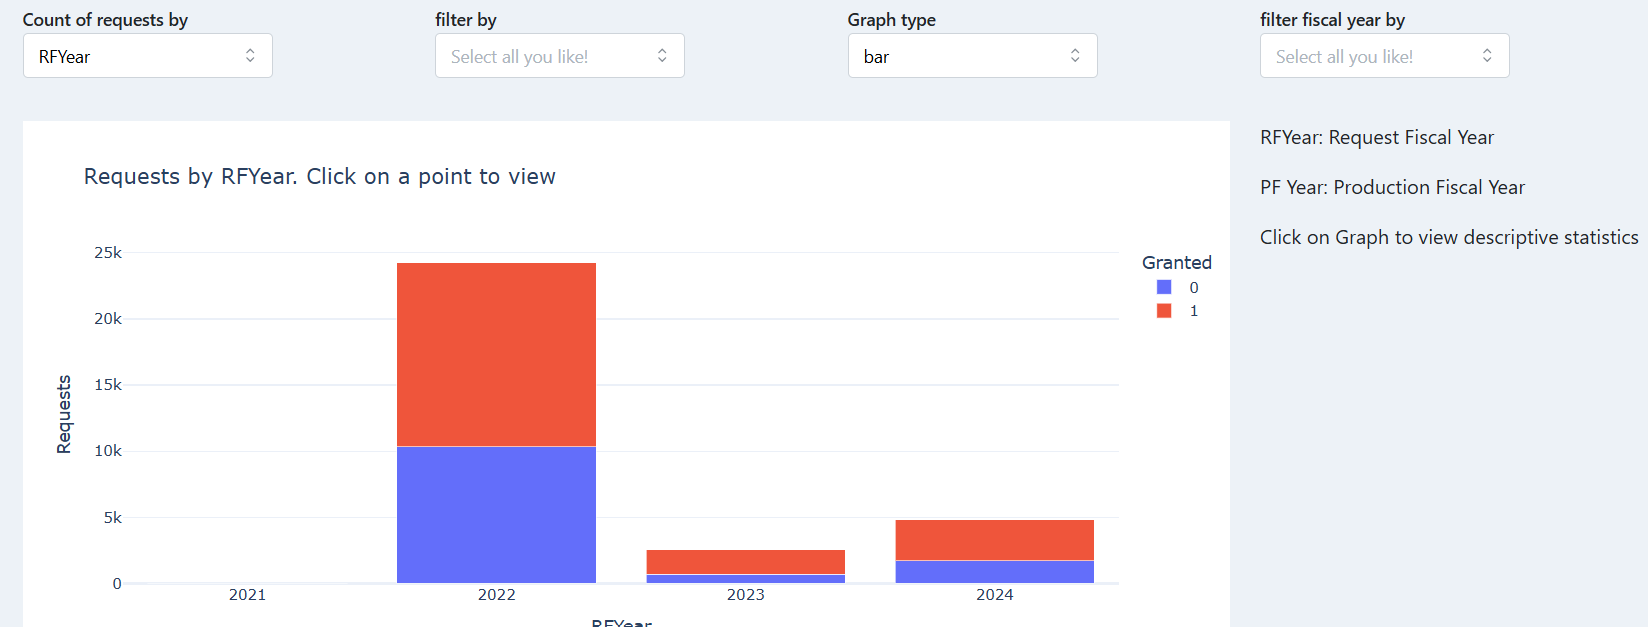 Count of requests by
filter by
Graph type
filter fiscal year by
RFYear
Select all you like!
bar
Select all you like!
RFYear: Request Fiscal Year
PF Year: Production Fiscal Year
Click on Graph to view descriptive statistics
Requests by RFYear. Click on a point to view
25k
20k
15k
10k
5k
0
Requests
2021
2022
2023
2024
RFYear
Granted
0
1